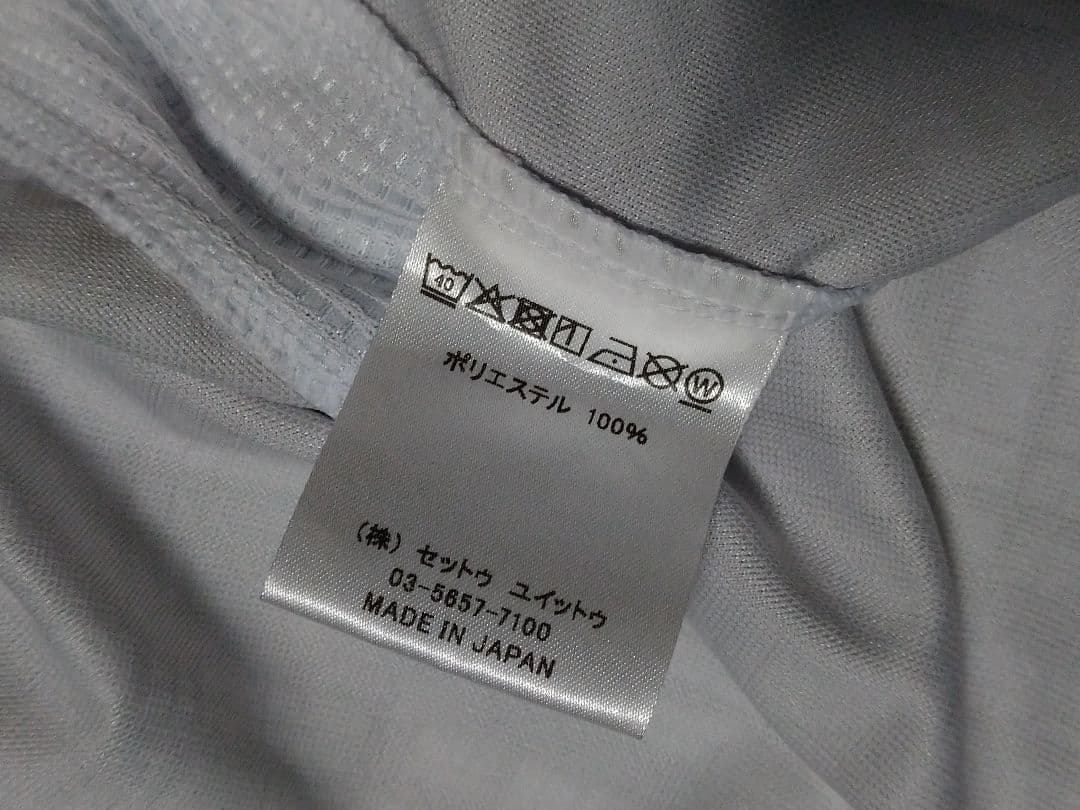 40
W
ポリエステル 100%
(株) セットウ ユイットウ
03-5657-7100
MADE IN JAPAN